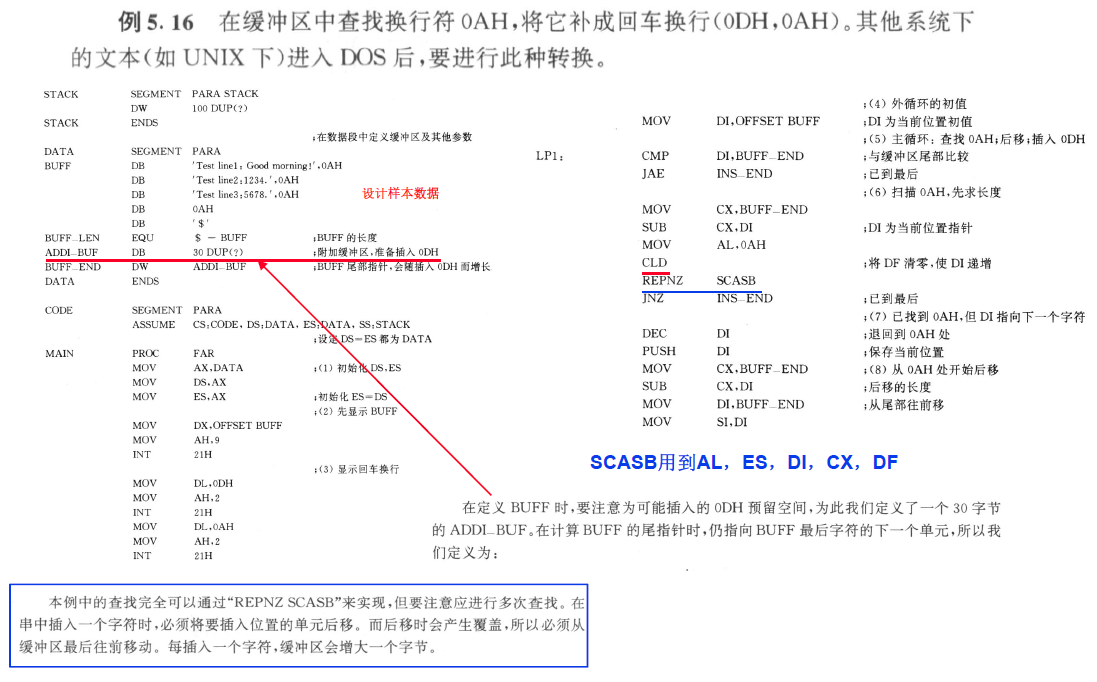 例 5.16 在缓冲区中查找换行符 0AH,将它补成回车换行(0DH,0AH)。其他系统下
的文本(如 UNIX 下)进入 DOS 后,要进行此种转换。
STACK SEGMENT PARA STACK
DW 100 DUP(?)
STACK ENDS
;在数据段中定义缓冲区及其他参数
DATA SEGMENT PARA
BUFF DB 'Test line1: Good morning!',0AH
DB 'Test line2:1234.',0AH
DB 'Test line3:5678.',0AH
设计样本数据
DB 0AH
DB '$'
BUFF_LEN EQU $ - BUFF ;BUFF 的长度
ADDI_BUF DB 30 DUP(?) ;附加缓冲区,准备插入 0DH
BUFF_END DW ADDI_BUF ;BUFF 尾部指针,会随插入 0DH 而增长
DATA ENDS
CODE SEGMENT PARA
ASSUME CS:CODE, DS:DATA, ES:DATA, SS:STACK
;设定 DS=ES 都为 DATA
MAIN PROC FAR
MOV AX,DATA ;(1) 初始化 DS,ES
MOV DS,AX
MOV ES,AX ;初始化 ES=DS
;(2) 先显示 BUFF
MOV DX,OFFSET BUFF
MOV AH,9
INT 21H
;(3) 显示回车换行
MOV DL,0DH
MOV AH,2
INT 21H
MOV DL,0AH
MOV AH,2
INT 21H
;(4) 外循环的初值
MOV DI,OFFSET BUFF ;DI 为当前位置初值
;(5) 主循环: 查找 0AH;后移;插入 0DH
LP1: CMP DI,BUFF_END ;与缓冲区尾部比较
JAE INS_END ;已到最后
;(6) 扫描 0AH,先求长度
MOV CX,BUFF_END
SUB CX,DI ;DI 为当前位置指针
MOV AL,0AH
CLD ;将 DF 清零,使 DI 递增
REPNZ SCASB
JNZ INS_END ;已到最后
;(7) 已找到 0AH,但 DI 指向下一个字符
DEC DI ;退回到 0AH 处
PUSH DI ;保存当前位置
MOV CX,BUFF_END ;(8) 从 0AH 处开始后移
SUB CX,DI ;后移的长度
MOV DI,BUFF_END ;从尾部往前移
MOV SI,DI
SCASB用到AL，ES，DI，CX，DF
在定义 BUFF 时,要注意为可能插入的 0DH 预留空间,为此我们定义了一个 30 字节
的 ADDI_BUF。在计算 BUFF 的尾指针时,仍指向 BUFF 最后字符的下一个单元,所以我
们定义为:
本例中的查找完全可以通过“REPNZ SCASB”来实现,但要注意应进行多次查找。在
串中插入一个字符时,必须将要插入位置的单元后移。而后移时会产生覆盖,所以必须从
缓冲区最后往前移动。每插入一个字符,缓冲区会增大一个字节。